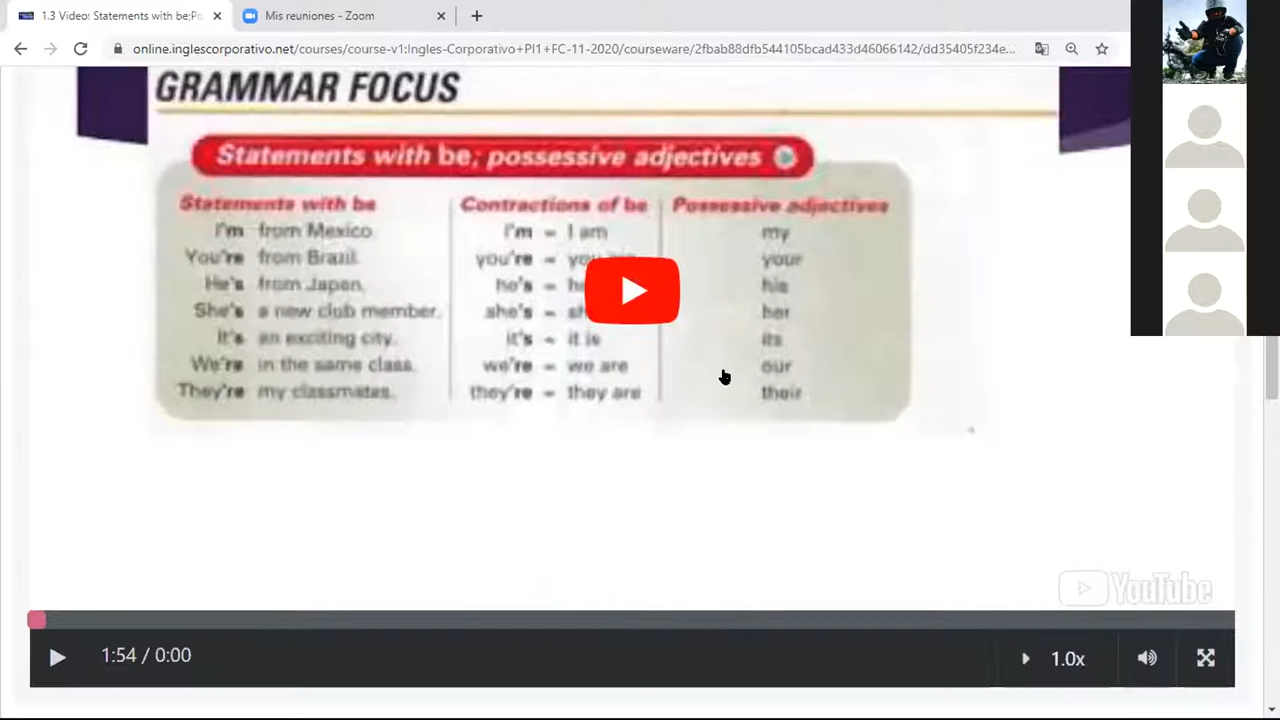 1.3 Video: Statements with be;Po
Mis reuniones - Zoom
online.inglescorporativo.net/courses/course-v1:Ingles-Corporativo+PI1+FC-11-2020/courseware/2fbab88dfb544105bcad433d46066142/dd35405f234e...
GRAMMAR FOCUS
Statements with be; possessive adjectives
Statements with be Contractions of be Possessive adjectives
I'm from Mexico. I'm = I am my
You're from Brazil. you're = you your
He's from Japan. he's = his
She's a new club member. she's = her
It's an exciting city. it's = it is its
We're in the same class. we're = we are our
They're my classmates. they're = they are their
YouTube
1:54 / 0:00
1.0x